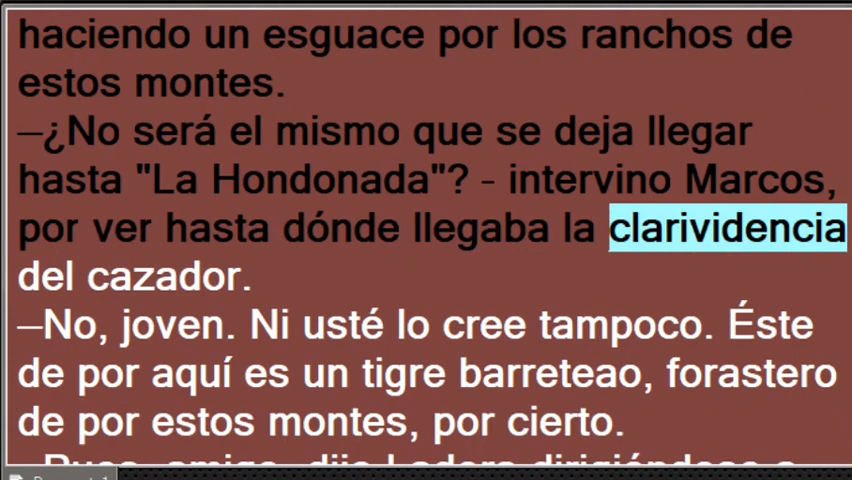 haciendo un esguace por los ranchos de
estos montes.
—¿No será el mismo que se deja llegar
hasta "La Hondonada"? - intervino Marcos,
por ver hasta dónde llegaba la clarividencia
del cazador.
—No, joven. Ni usté lo cree tampoco. Éste
de por aquí es un tigre barreteao, forastero
de por estos montes, por cierto.